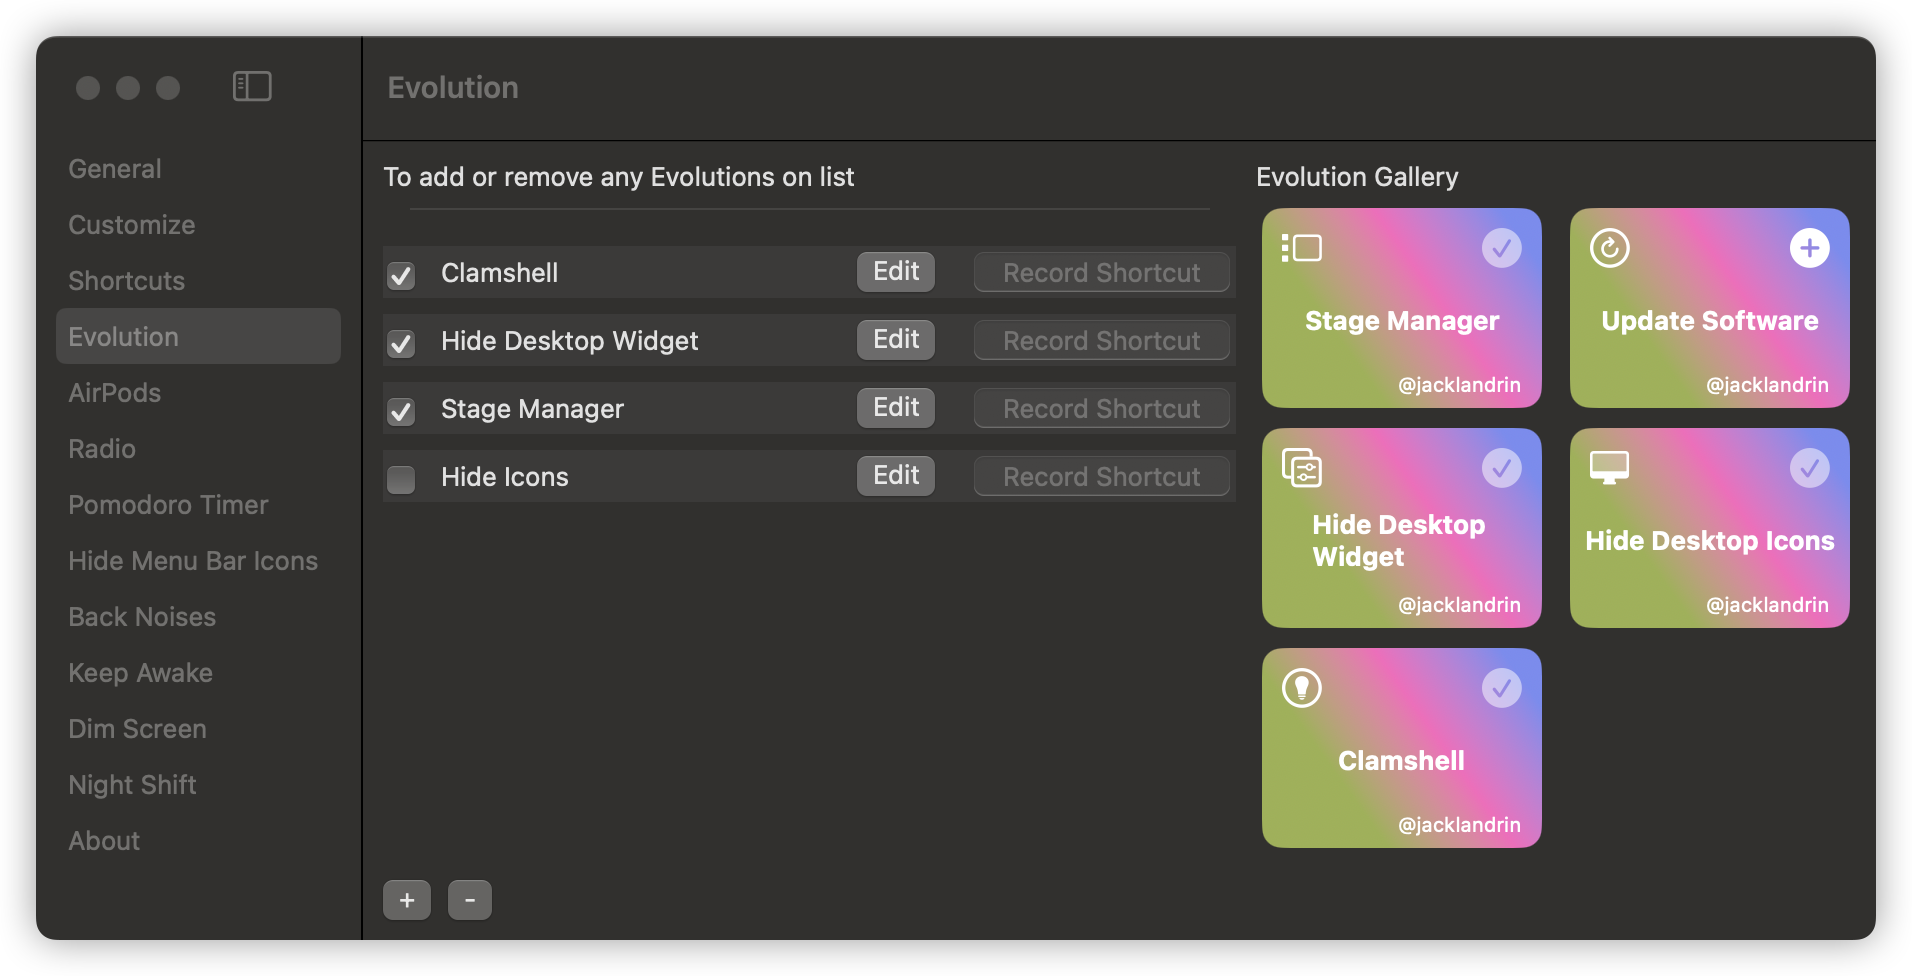 Evolution
General
Customize
Shortcuts
Evolution
AirPods
Radio
Pomodoro Timer
Hide Menu Bar Icons
Back Noises
Keep Awake
Dim Screen
Night Shift
About
To add or remove any Evolutions on list
Clamshell Edit Record Shortcut
Hide Desktop Widget Edit Record Shortcut
Stage Manager Edit Record Shortcut
Hide Icons Edit Record Shortcut
+ -
Evolution Gallery
Stage Manager
@jacklandrin
Update Software
@jacklandrin
Hide Desktop
Widget
@jacklandrin
Hide Desktop Icons
@jacklandrin
Clamshell
@jacklandrin